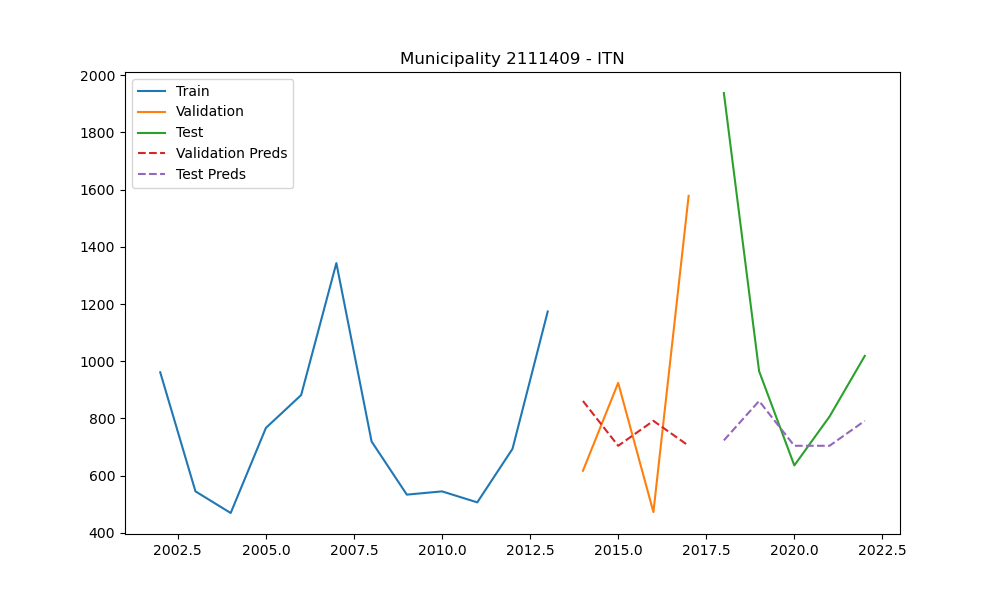 Municipality 2111409 - ITN
2000
1800
1600
1400
1200
1000
800
600
400
Train
Validation
Test
Validation Preds
Test Preds
2002.5 2005.0 2007.5 2010.0 2012.5 2015.0 2017.5 2020.0 2022.5